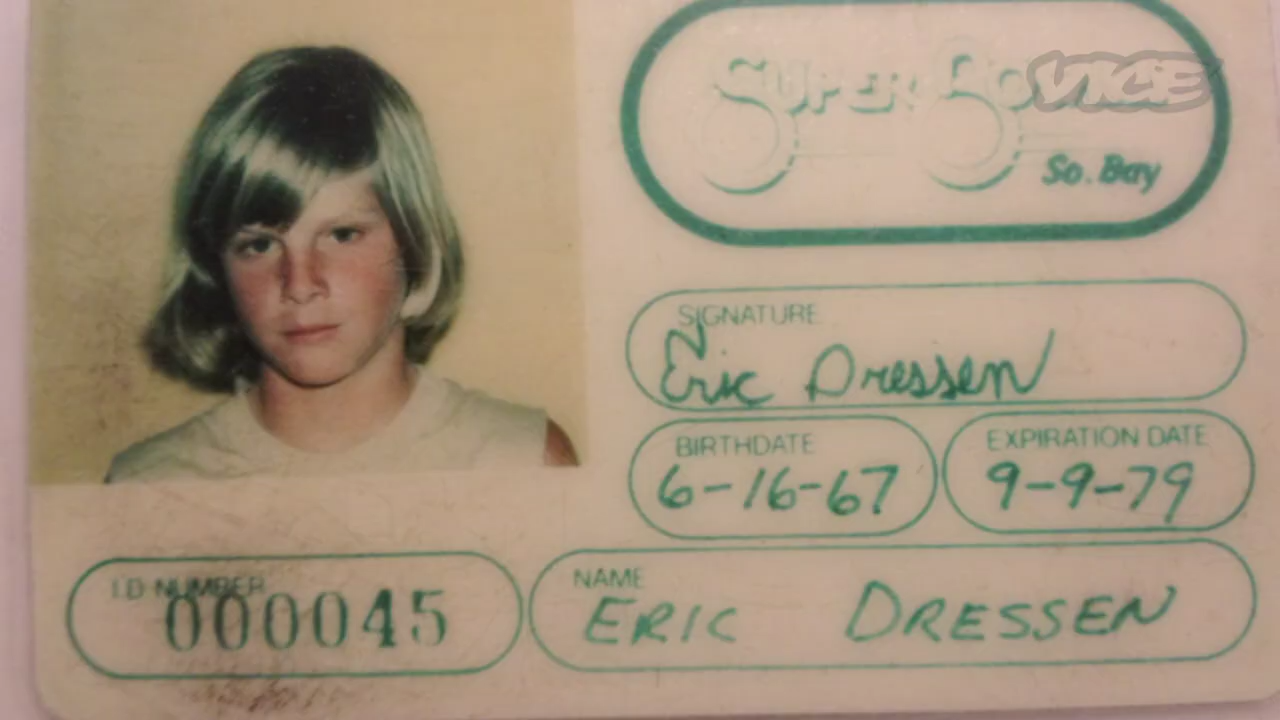 SUPER
VICE
So. Bay
SIGNATURE
Eric Dressen
BIRTHDATE
6-16-67
EXPIRATION DATE
9-9-79
I.D NUMBER
000045
NAME
ERIC DRESSEN